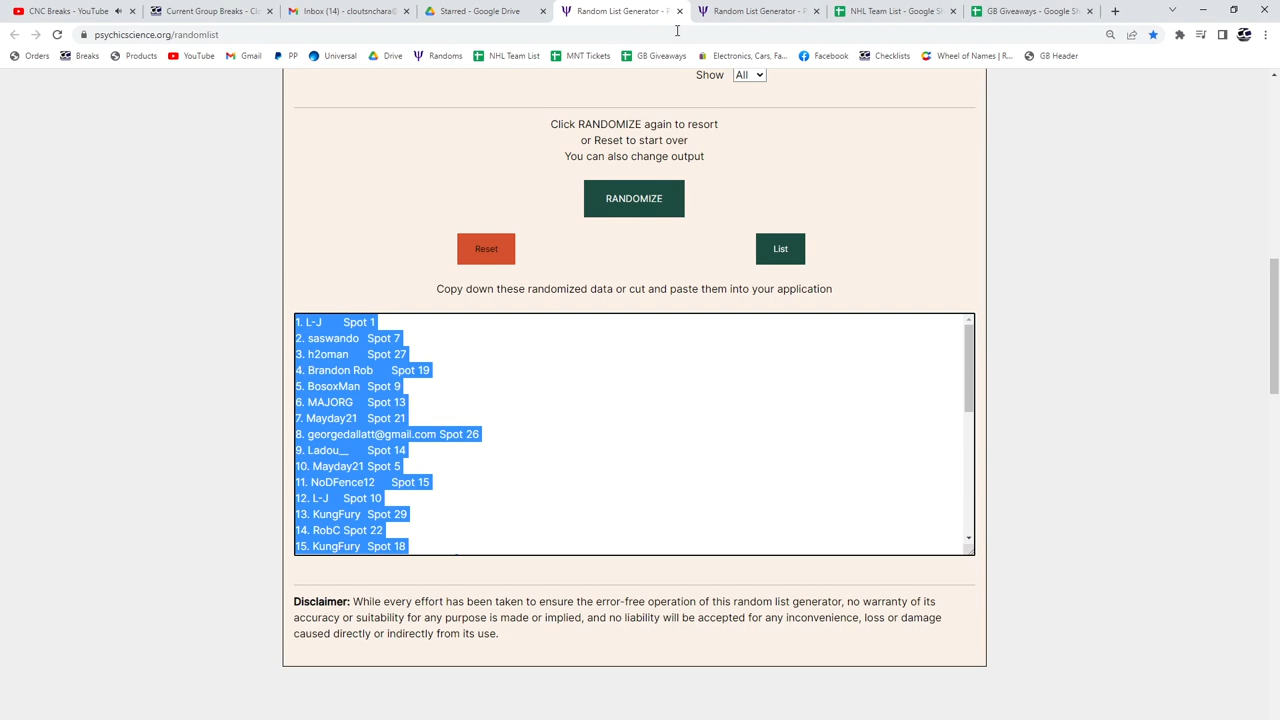 CNC Breaks - YouTube
Current Group Breaks - Cl
Inbox (14) - cloutsnchara@
Starred - Google Drive
Random List Generator - P
Random List Generator - P
NHL Team List - Google Sh
GB Giveaways - Google Sh
psychicscience.org/randomlist
Orders Breaks Products YouTube Gmail PP Universal Drive Randoms NHL Team List MNT Tickets GB Giveaways Electronics, Cars, Fa... Facebook Checklists Wheel of Names | R... GB Header
Show All
Click RANDOMIZE again to resort
or Reset to start over
You can also change output
RANDOMIZE
Reset List
Copy down these randomized data or cut and paste them into your application
1. L-J Spot 1
2. saswando Spot 7
3. h2oman Spot 27
4. Brandon Rob Spot 19
5. BosoxMan Spot 9
6. MAJORG Spot 13
7. Mayday21 Spot 21
8. georgedallatt@gmail.com Spot 26
9. Ladou__ Spot 14
10. Mayday21 Spot 5
11. NoDFence12 Spot 15
12. L-J Spot 10
13. KungFury Spot 29
14. RobC Spot 22
15. KungFury Spot 18
Disclaimer: While every effort has been taken to ensure the error-free operation of this random list generator, no warranty of its
accuracy or suitability for any purpose is made or implied, and no liability will be accepted for any inconvenience, loss or damage
caused directly or indirectly from its use.